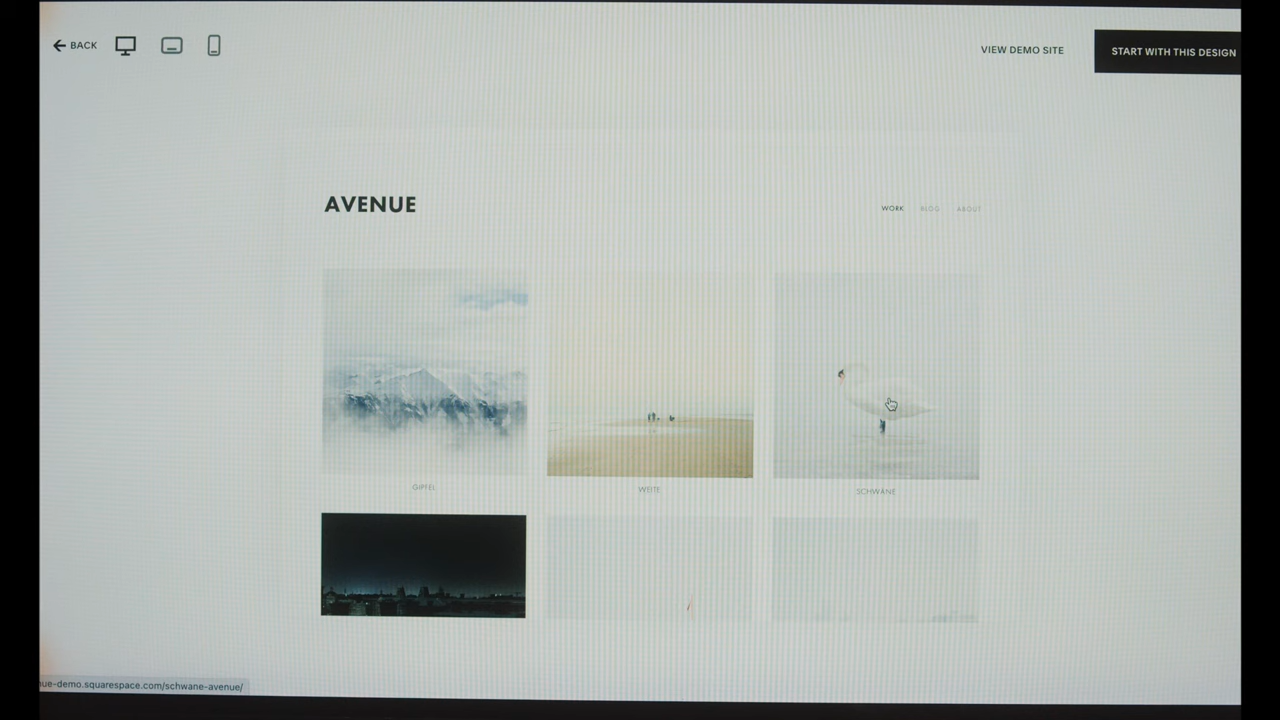 BACK
VIEW DEMO SITE
START WITH THIS DESIGN
AVENUE
WORK BLOG ABOUT
GIPFEL
WEITE
SCHWÄNE
ue-demo.squarespace.com/schwane-avenue/